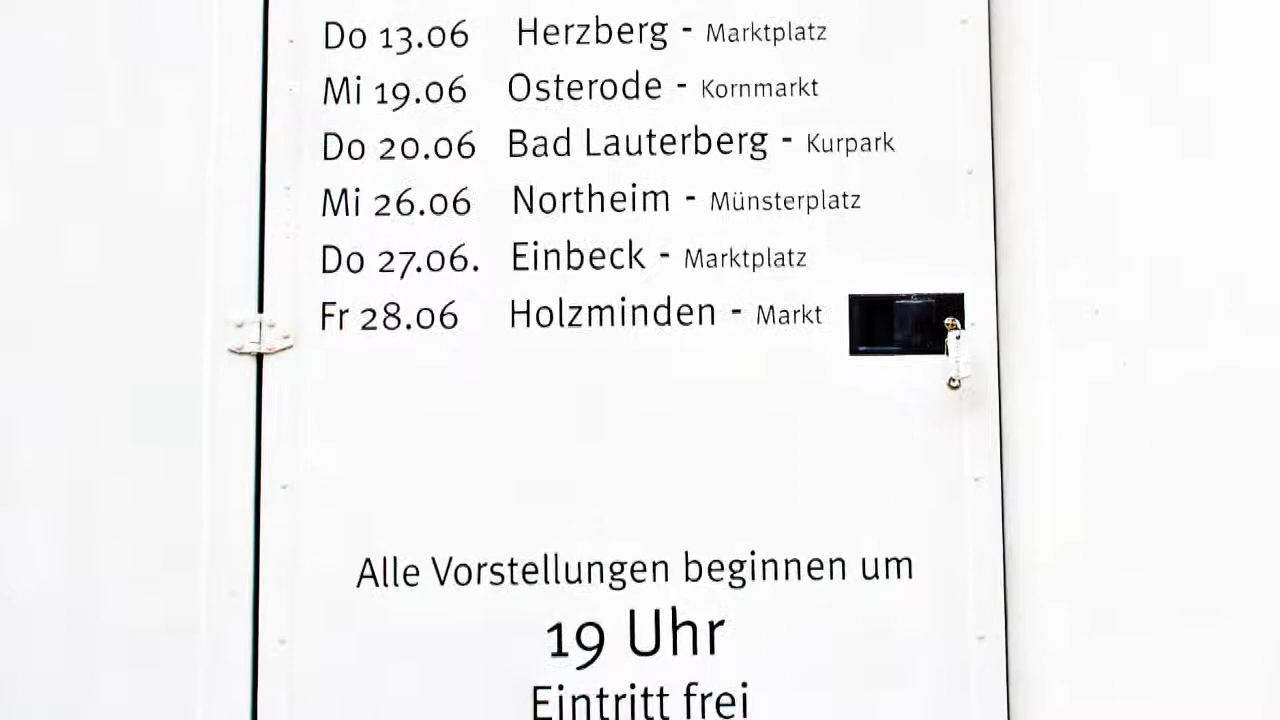 Do 13.06 Herzberg - Marktplatz
Mi 19.06 Osterode - Kornmarkt
Do 20.06 Bad Lauterberg - Kurpark
Mi 26.06 Northeim - Münsterplatz
Do 27.06. Einbeck - Marktplatz
Fr 28.06 Holzminden - Markt
Alle Vorstellungen beginnen um
19 Uhr
Eintritt frei